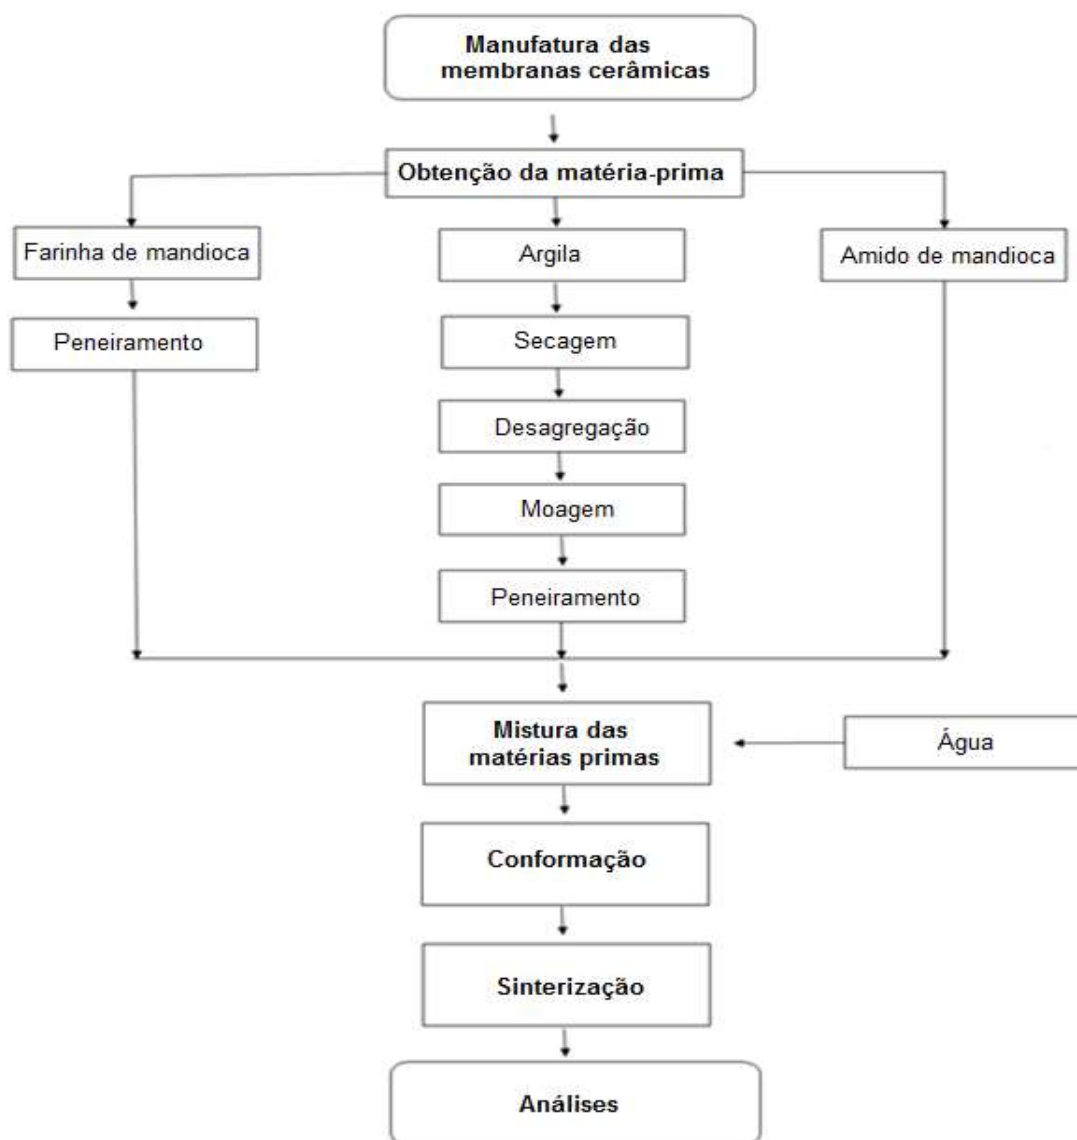 Manufatura das
membranas cerâmicas
Obtenção da matéria-prima
Farinha de mandioca
Argila
Amido de mandioca
Peneiramento
Secagem
Desagregação
Moagem
Peneiramento
Mistura das
matérias primas
Água
Conformação
Sinterização
Análises